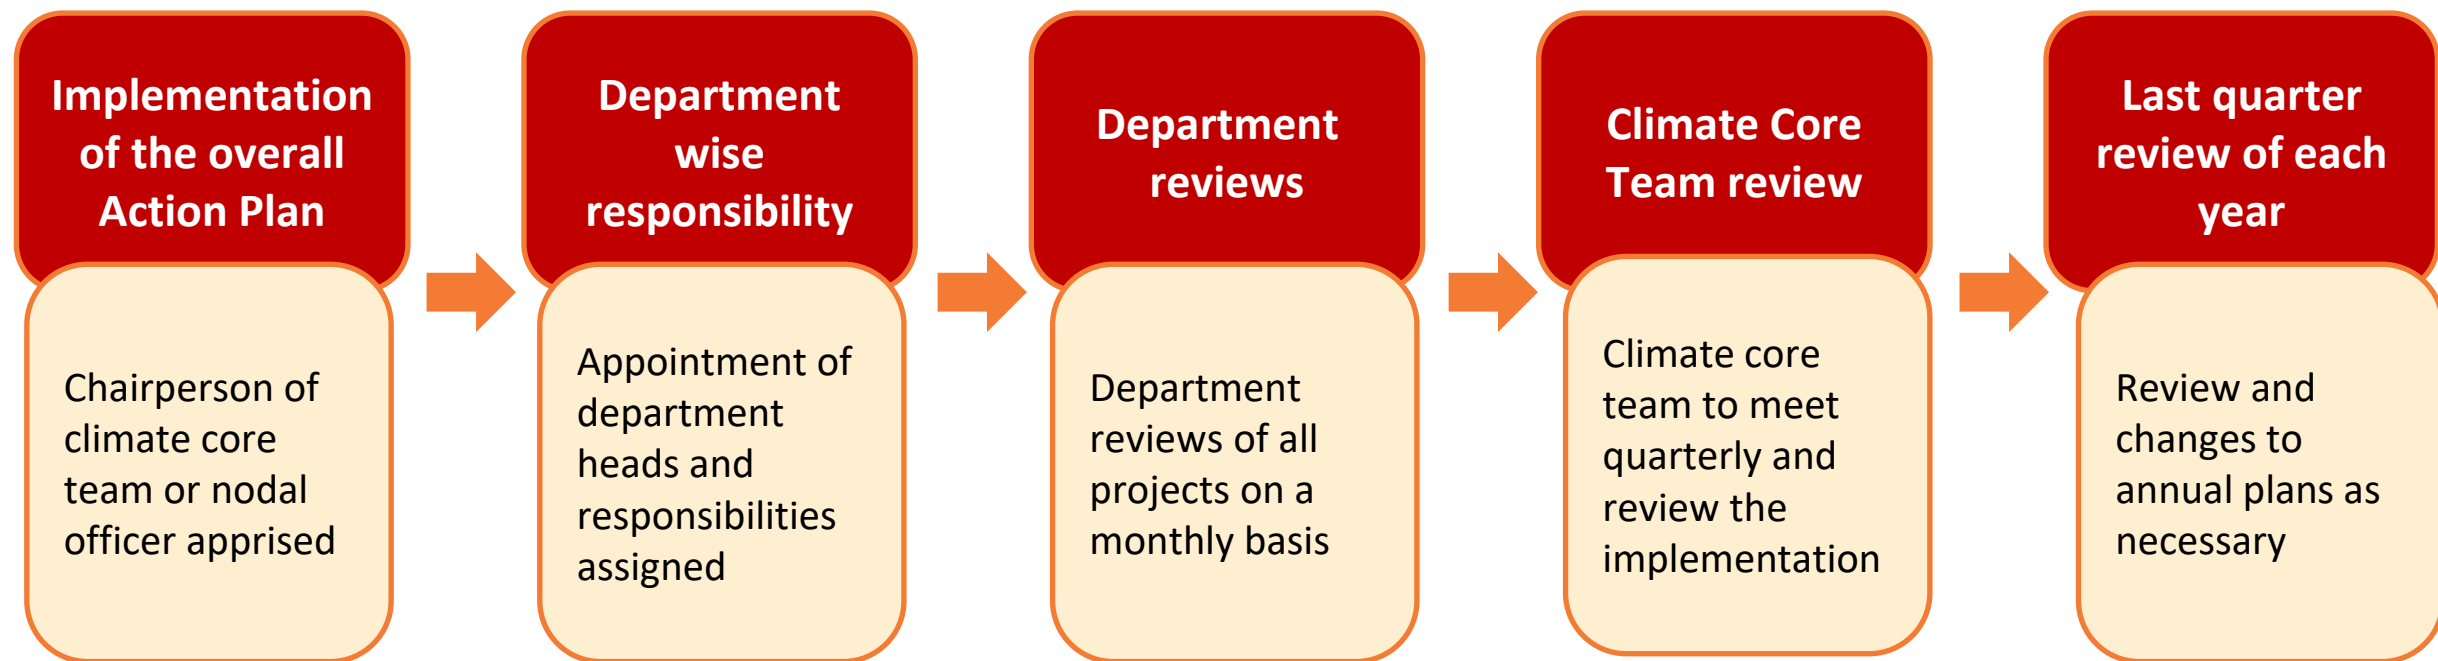 Implementation
of the overall
Action Plan
Chairperson of
climate core
team or nodal
officer apprised
Department
wise
responsibility
Appointment of
department
heads and
responsibilities
assigned
Department
reviews
Department
reviews of all
projects on a
monthly basis
Climate Core
Team review
Climate core
team to meet
quarterly and
review the
implementation
Last quarter
review of each
year
Review and
changes to
annual plans as
necessary